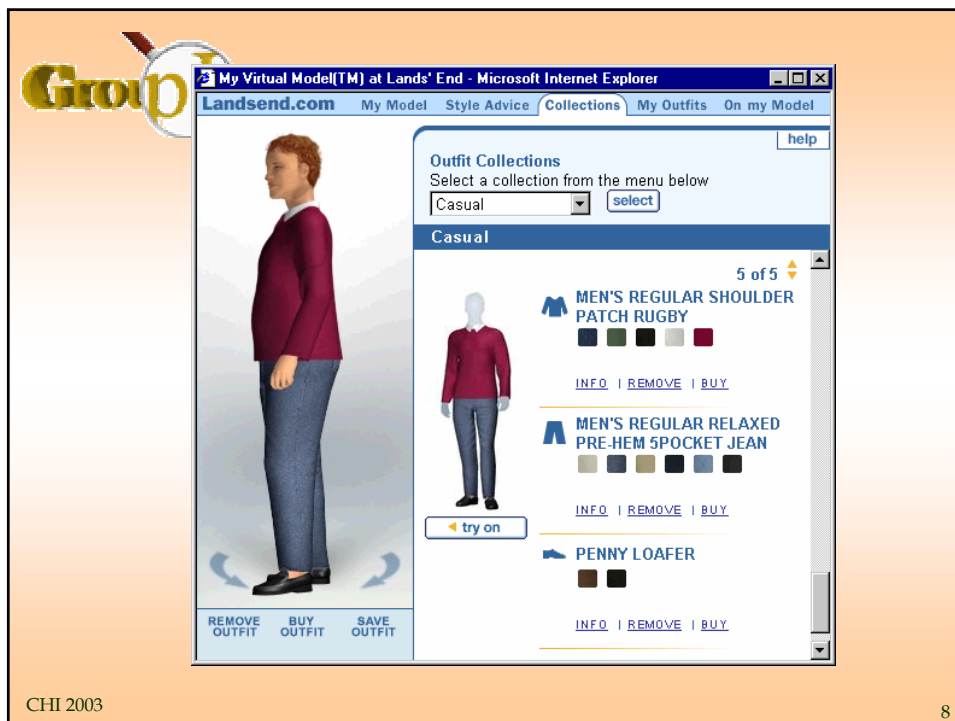 Group
My Virtual Model(TM) at Lands' End - Microsoft Internet Explorer
Landsend.com My Model Style Advice Collections My Outfits On my Model
help
Outfit Collections
Select a collection from the menu below
Casual select
Casual
5 of 5
MEN'S REGULAR SHOULDER
PATCH RUGBY
INFO | REMOVE | BUY
MEN'S REGULAR RELAXED
PRE-HEM 5POCKET JEAN
INFO | REMOVE | BUY
try on
PENNY LOAFER
INFO | REMOVE | BUY
REMOVE OUTFIT BUY OUTFIT SAVE OUTFIT
CHI 2003
8